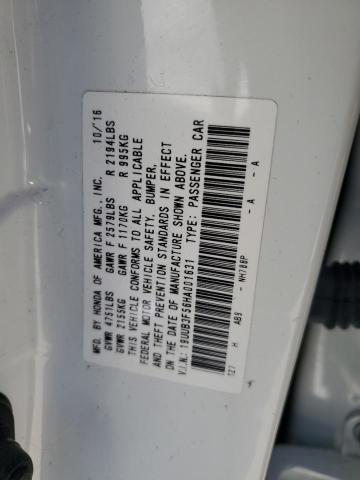 MFD. BY HONDA OF AMERICA MFG., INC. 10/'16
GVWR 4751LBS GAWR F 2579LBS R 2194LBS
GVWR 2155KG GAWR F 1170KG R 995KG
THIS VEHICLE CONFORMS TO ALL APPLICABLE
FEDERAL MOTOR VEHICLE SAFETY, BUMPER,
AND THEFT PREVENTION STANDARDS IN EFFECT
ON THE DATE OF MANUFACTURE SHOWN ABOVE.
V.I.N.: 19UUB3F56HA001631 TYPE: PASSENGER CAR
127 NH788P - A - A
H AB9